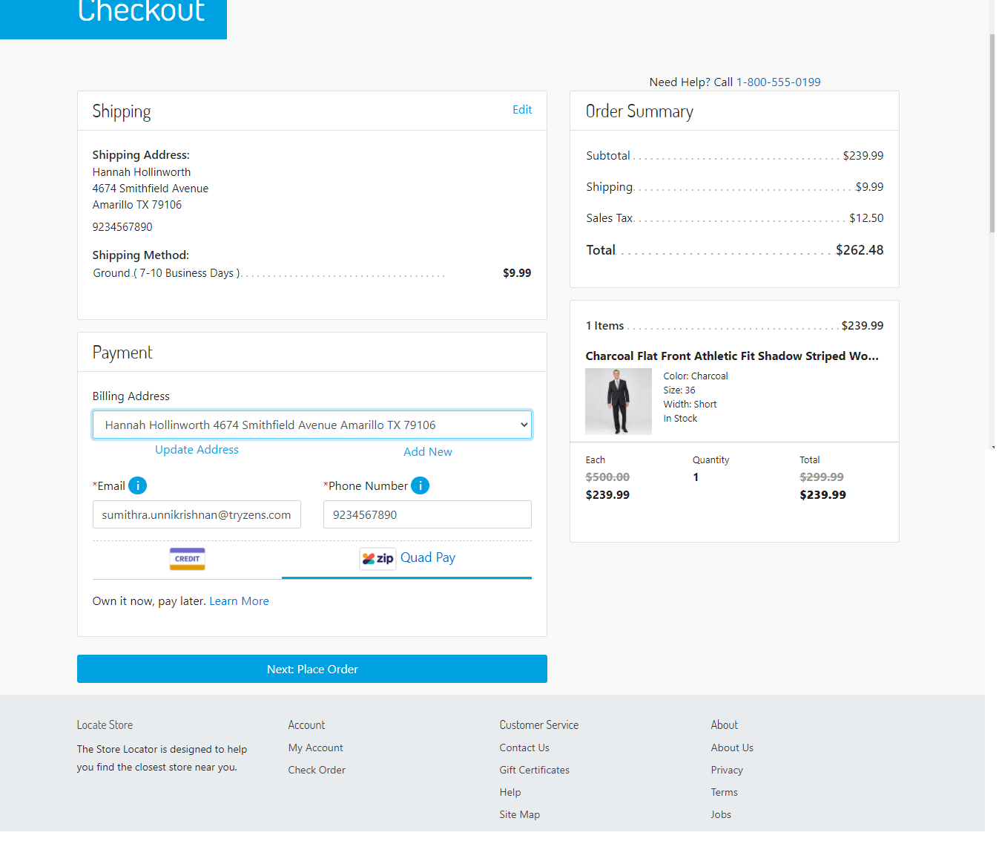 Checkout
Need Help? Call 1-800-555-0199
Shipping
Edit
Shipping Address:
Hannah Hollinworth
4674 Smithfield Avenue
Amarillo TX 79106
9234567890
Shipping Method:
Ground ( 7-10 Business Days ) $9.99
Payment
Billing Address
Hannah Hollinworth 4674 Smithfield Avenue Amarillo TX 79106
Update Address
Add New
*Email i
*Phone Number i
sumithra.unnikrishnan@tryzens.com
9234567890
CREDIT
zip Quad Pay
Own it now, pay later. Learn More
Next: Place Order
Order Summary
Subtotal $239.99
Shipping $9.99
Sales Tax $12.50
Total $262.48
1 Items $239.99
Charcoal Flat Front Athletic Fit Shadow Striped Wo...
Color: Charcoal
Size: 36
Width: Short
In Stock
Each Quantity Total
$500.00 1 $299.99
$239.99 $239.99
Locate Store
The Store Locator is designed to help
you find the closest store near you.
Account
My Account
Check Order
Customer Service
Contact Us
Gift Certificates
Help
Site Map
About
About Us
Privacy
Terms
Jobs